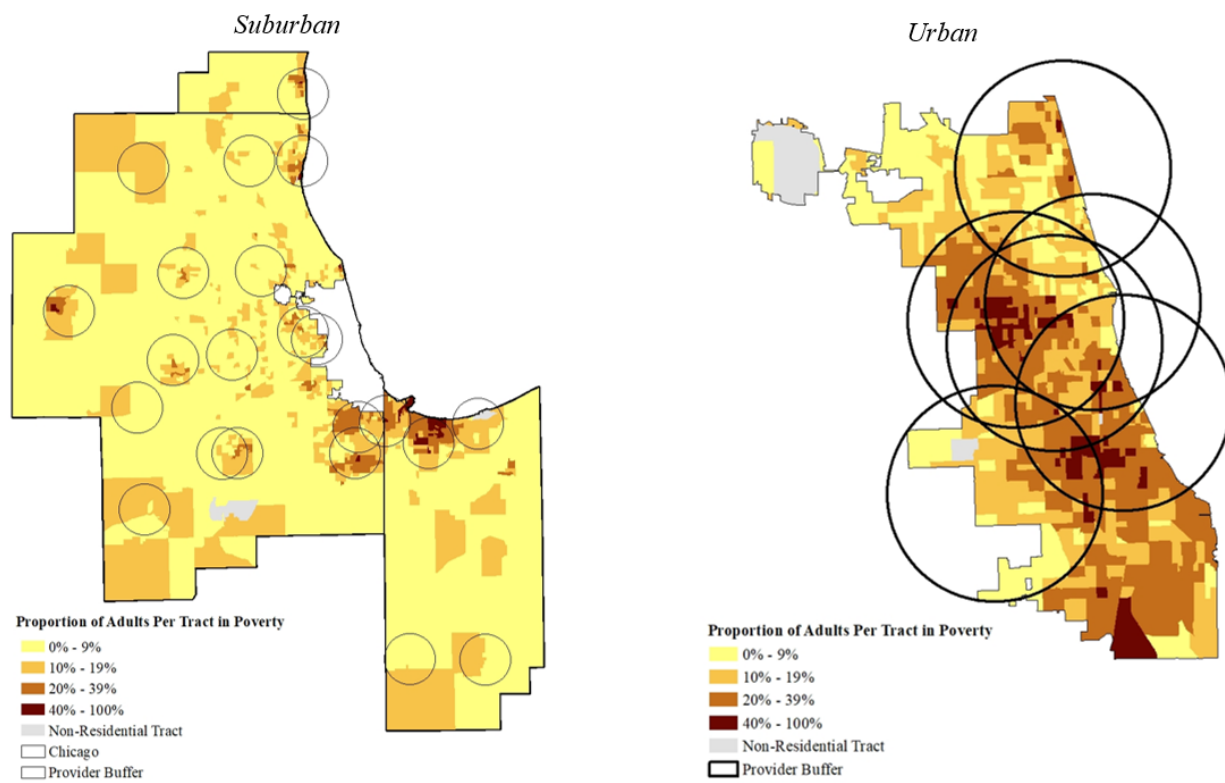 Suburban
Urban
Proportion of Adults Per Tract in Poverty
0% - 9%
10% - 19%
20% - 39%
40% - 100%
Non-Residential Tract
Chicago
Provider Buffer
Proportion of Adults Per Tract in Poverty
0% - 9%
10% - 19%
20% - 39%
40% - 100%
Non-Residential Tract
Provider Buffer